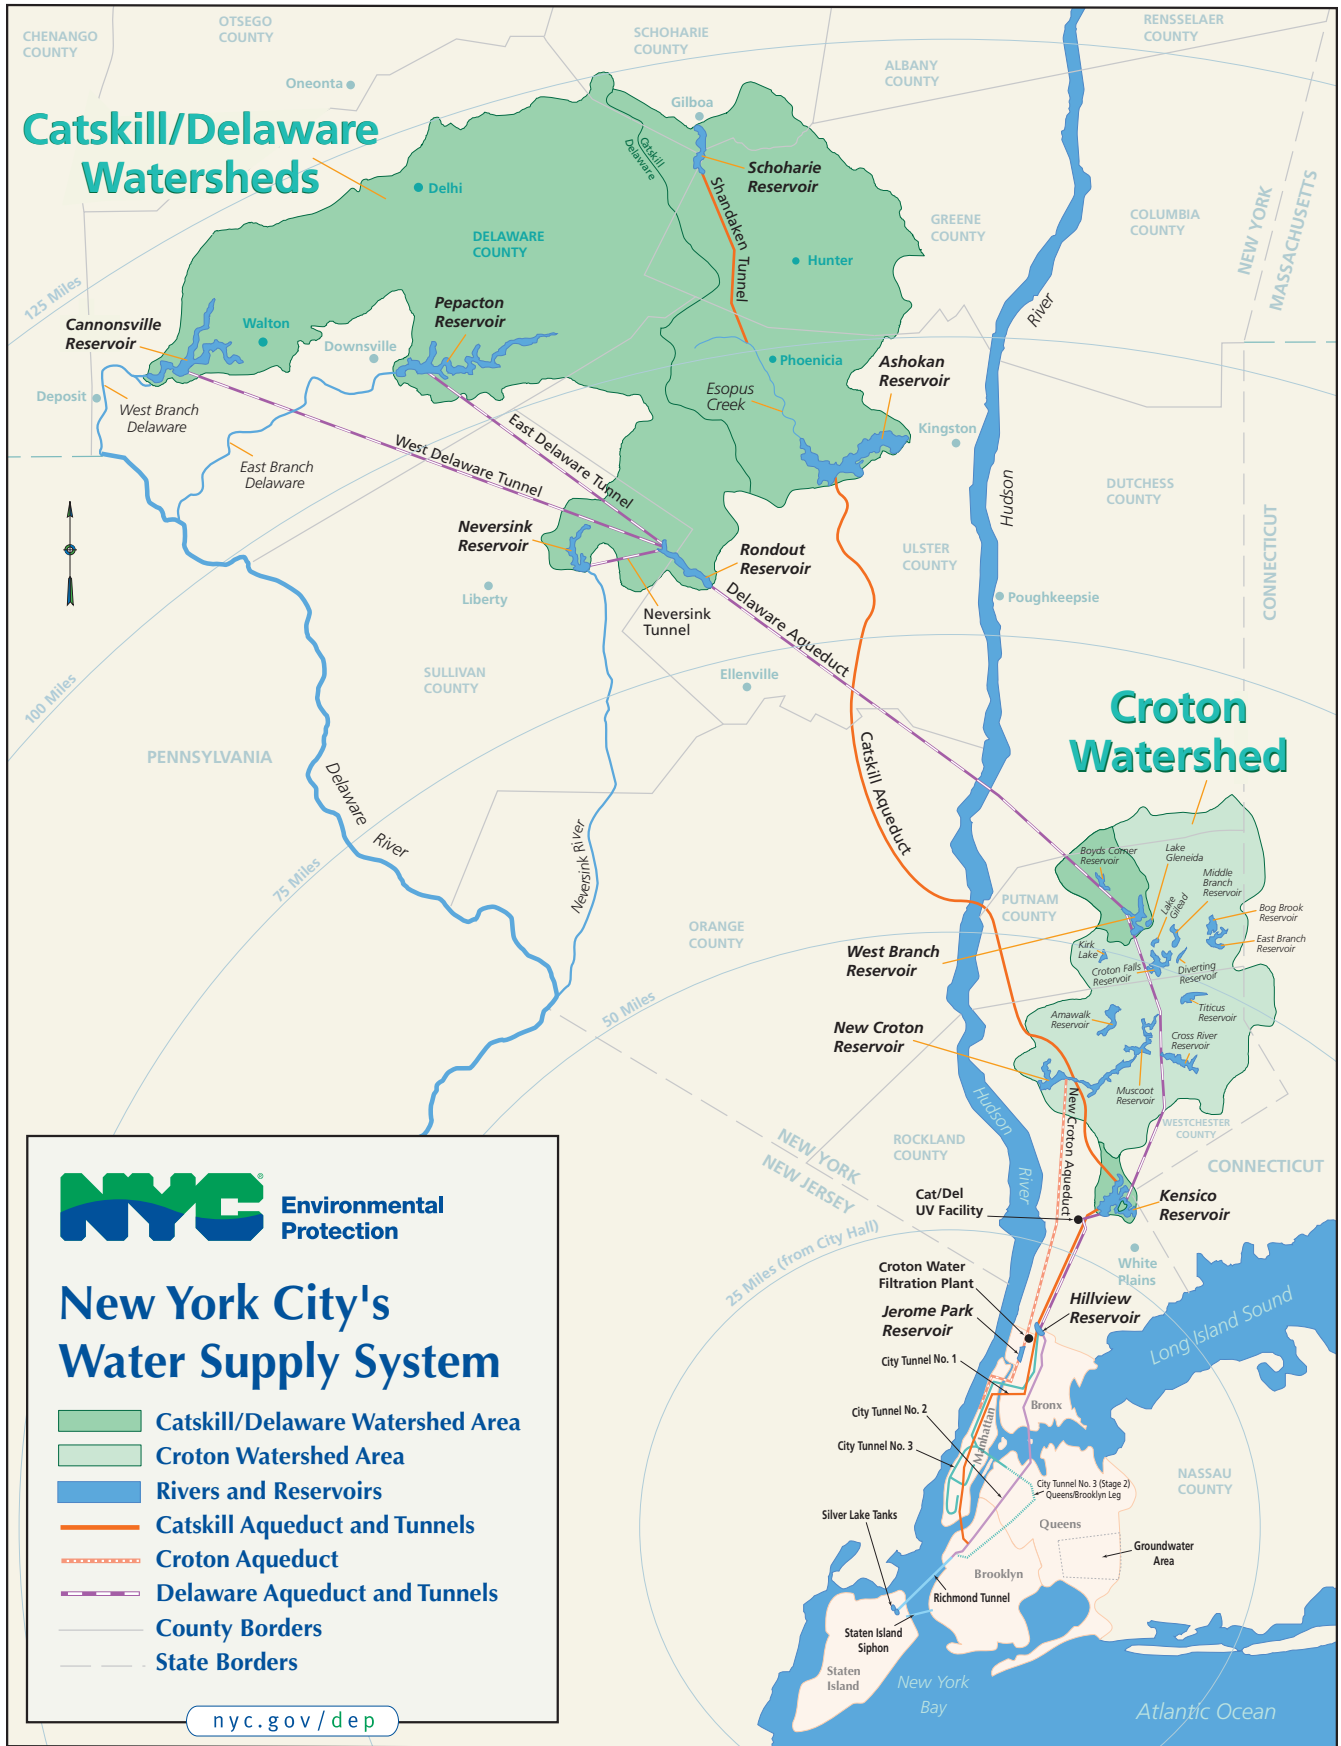 CHENANGO
COUNTY
OTSEGO
COUNTY
SCHOHARIE
COUNTY
ALBANY
COUNTY
RENSSELAER
COUNTY
Oneonta
Gilboa
Catskill/Delaware
Watersheds
Catskill
Delaware
Schoharie
Reservoir
Delhi
Shandaken Tunnel
GREENE
COUNTY
COLUMBIA
COUNTY
NEW YORK
MASSACHUSETTS
DELAWARE
COUNTY
Hunter
125 Miles
Cannonsville
Reservoir
Walton
Pepacton
Reservoir
Downsville
River
Phoenicia
Ashokan
Reservoir
Deposit
West Branch
Delaware
Esopus
Creek
Kingston
East Branch
Delaware
West Delaware Tunnel
East Delaware Tunnel
Hudson
DUTCHESS
COUNTY
Neversink
Reservoir
Rondout
Reservoir
ULSTER
COUNTY
CONNECTICUT
Liberty
Neversink
Tunnel
Delaware Aqueduct
Poughkeepsie
SULLIVAN
COUNTY
Ellenville
100 Miles
Croton
Watershed
PENNSYLVANIA
Catskill Aqueduct
Delaware
River
Neversink River
75 Miles
Boyds Corner
Reservoir
Lake
Gleneida
Middle
Branch
Reservoir
Lake
Gilead
PUTNAM
COUNTY
Bog Brook
Reservoir
ORANGE
COUNTY
West Branch
Reservoir
Kirk
Lake
East Branch
Reservoir
Croton Falls
Reservoir
Diverting
Reservoir
50 Miles
New Croton
Reservoir
Amawalk
Reservoir
Titicus
Reservoir
Cross River
Reservoir
Muscoot
Reservoir
Hudson
River
New Croton Aqueduct
WESTCHESTER
COUNTY
NEW YORK
NEW JERSEY
ROCKLAND
COUNTY
CONNECTICUT
Cat/Del
UV Facility
Kensico
Reservoir
25 Miles (from City Hall)
White
Plains
Croton Water
Filtration Plant
Hillview
Reservoir
Jerome Park
Reservoir
Long Island Sound
City Tunnel No. 1
Bronx
City Tunnel No. 2
Manhattan
City Tunnel No. 3
City Tunnel No. 3 (Stage 2)
Queens/Brooklyn Leg
NASSAU
COUNTY
Silver Lake Tanks
Queens
Groundwater
Area
Brooklyn
Richmond Tunnel
Staten Island
Siphon
Staten
Island
New York
Bay
Atlantic Ocean
NYC®
Environmental
Protection
New York City's
Water Supply System
Catskill/Delaware Watershed Area
Croton Watershed Area
Rivers and Reservoirs
Catskill Aqueduct and Tunnels
Croton Aqueduct
Delaware Aqueduct and Tunnels
County Borders
State Borders
nyc.gov/dep